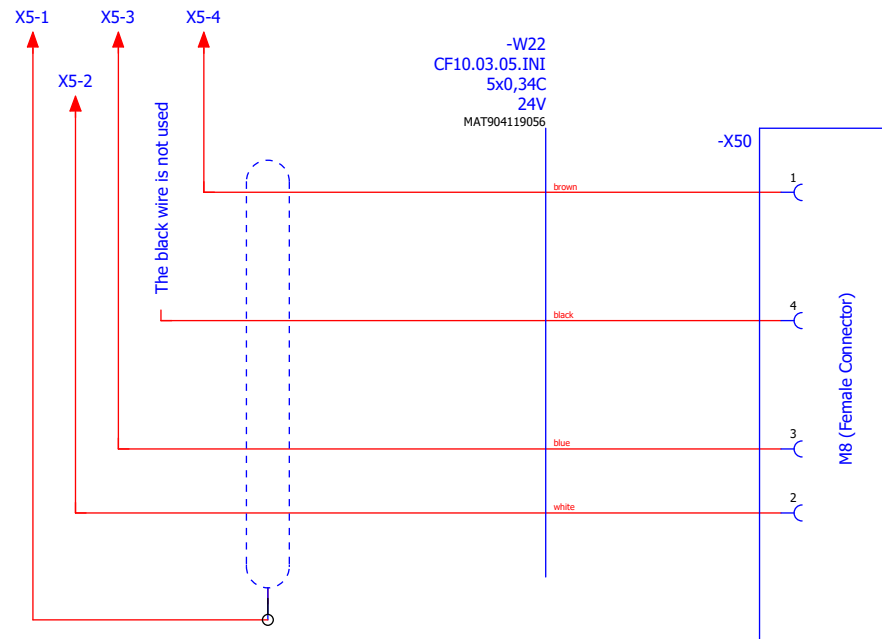 X5-1
X5-3
X5-4
X5-2
The black wire is not used
-W22
CF10.03.05.INI
5x0,34C
24V
MAT904119056
-X50
brown
1
black
4
blue
3
white
2
M8 (Female Connector)